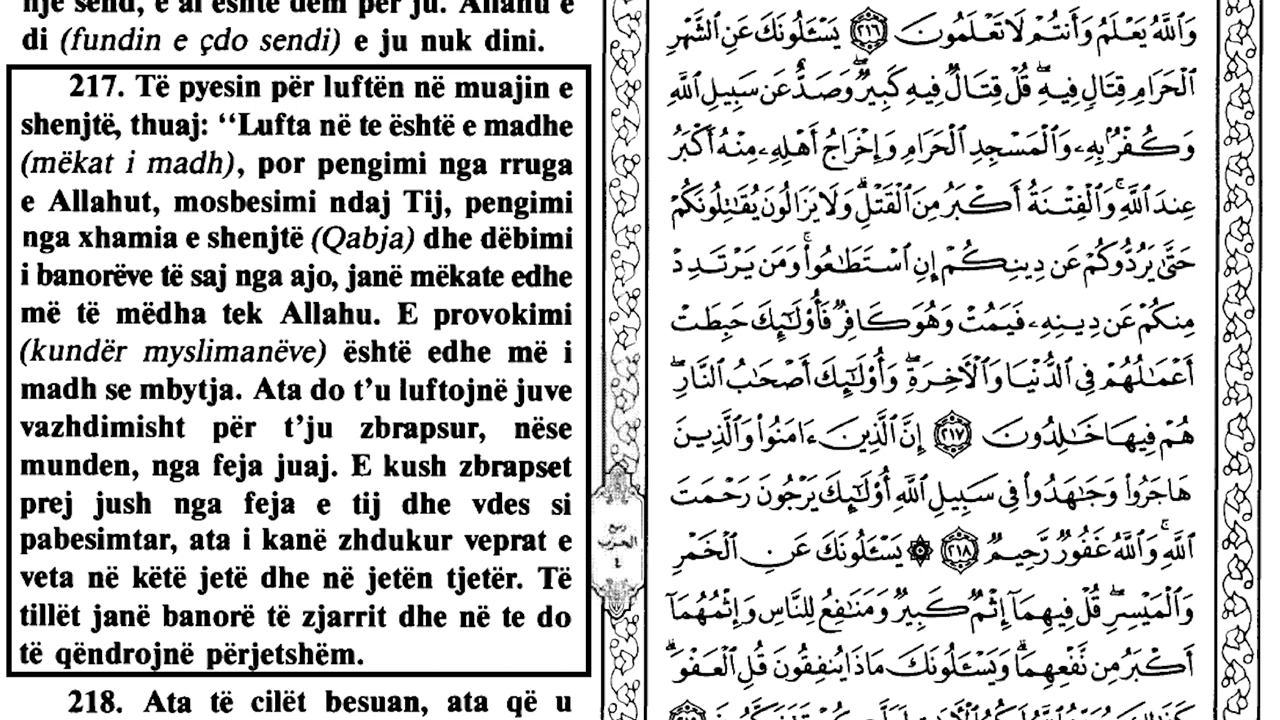 një send, e ai është dëm për ju. Allahu e
di (fundin e çdo sendi) e ju nuk dini.
217. Të pyesin për luftën në muajin e
shenjtë, thuaj: “Lufta në te është e madhe
(mëkat i madh), por pengimi nga rruga
e Allahut, mosbesimi ndaj Tij, pengimi
nga xhamia e shenjtë (Qabja) dhe dëbimi
i banorëve të saj nga ajo, janë mëkate edhe
më të mëdha tek Allahu. E provokimi
(kundër myslimanëve) është edhe më i
madh se mbytja. Ata do t’u luftojnë juve
vazhdimisht për t’ju zbrapsur, nëse
munden, nga feja juaj. E kush zbrapset
prej jush nga feja e tij dhe vdes si
pabesimtar, ata i kanë zhdukur veprat e
veta në këtë jetë dhe në jetën tjetër. Të
tillët janë banorë të zjarrit dhe në te do
të qëndrojnë përjetshëm.
218. Ata të cilët besuan, ata që u
وَٱللَّهُ يَعْلَمُ وَأَنتُمْ لَا تَعْلَمُونَ ٢١٦ يَسْـَٔلُونَكَ عَنِ ٱلشَّهْرِ
ٱلْحَرَامِ قِتَالٍ فِيهِ ۖ قُلْ قِتَالٌ فِيهِ كَبِيرٌ ۖ وَصَدٌّ عَن سَبِيلِ ٱللَّهِ
وَكُفْرٌۢ بِهِۦ وَٱلْمَسْجِدِ ٱلْحَرَامِ وَإِخْرَاجُ أَهْلِهِۦ مِنْهُ أَكْبَرُ
عِندَ ٱللَّهِ ۚ وَٱلْفِتْنَةُ أَكْبَرُ مِنَ ٱلْقَتْلِ ۗ وَلَا يَزَالُونَ يُقَٰتِلُونَكُمْ
حَتَّىٰ يَرُدُّوكُمْ عَن دِينِكُمْ إِنِ ٱسْتَطَٰعُوا۟ ۚ وَمَن يَرْتَدِدْ
مِنكُمْ عَن دِينِهِۦ فَيَمُتْ وَهُوَ كَافِرٌ فَأُو۟لَٰٓئِكَ حَبِطَتْ
أَعْمَٰلُهُمْ فِى ٱلدُّنْيَا وَٱلْـَٔاخِرَةِ ۖ وَأُو۟لَٰٓئِكَ أَصْحَٰبُ ٱلنَّارِ ۖ
هُمْ فِيهَا خَٰلِدُونَ ٢١٧ إِنَّ ٱلَّذِينَ ءَامَنُوا۟ وَٱلَّذِينَ
هَاجَرُوا۟ وَجَٰهَدُوا۟ فِى سَبِيلِ ٱللَّهِ أُو۟لَٰٓئِكَ يَرْجُونَ رَحْمَتَ
ٱللَّهِ ۚ وَٱللَّهُ غَفُورٌ رَّحِيمٌ ٢١٨ ۞ يَسْـَٔلُونَكَ عَنِ ٱلْخَمْرِ
وَٱلْمَيْسِرِ ۖ قُلْ فِيهِمَآ إِثْمٌ كَبِيرٌ وَمَنَٰفِعُ لِلنَّاسِ وَإِثْمُهُمَآ
أَكْبَرُ مِن نَّفْعِهِمَا ۗ وَيَسْـَٔلُونَكَ مَاذَا يُنفِقُونَ قُلِ ٱلْعَفْوَ ۗ